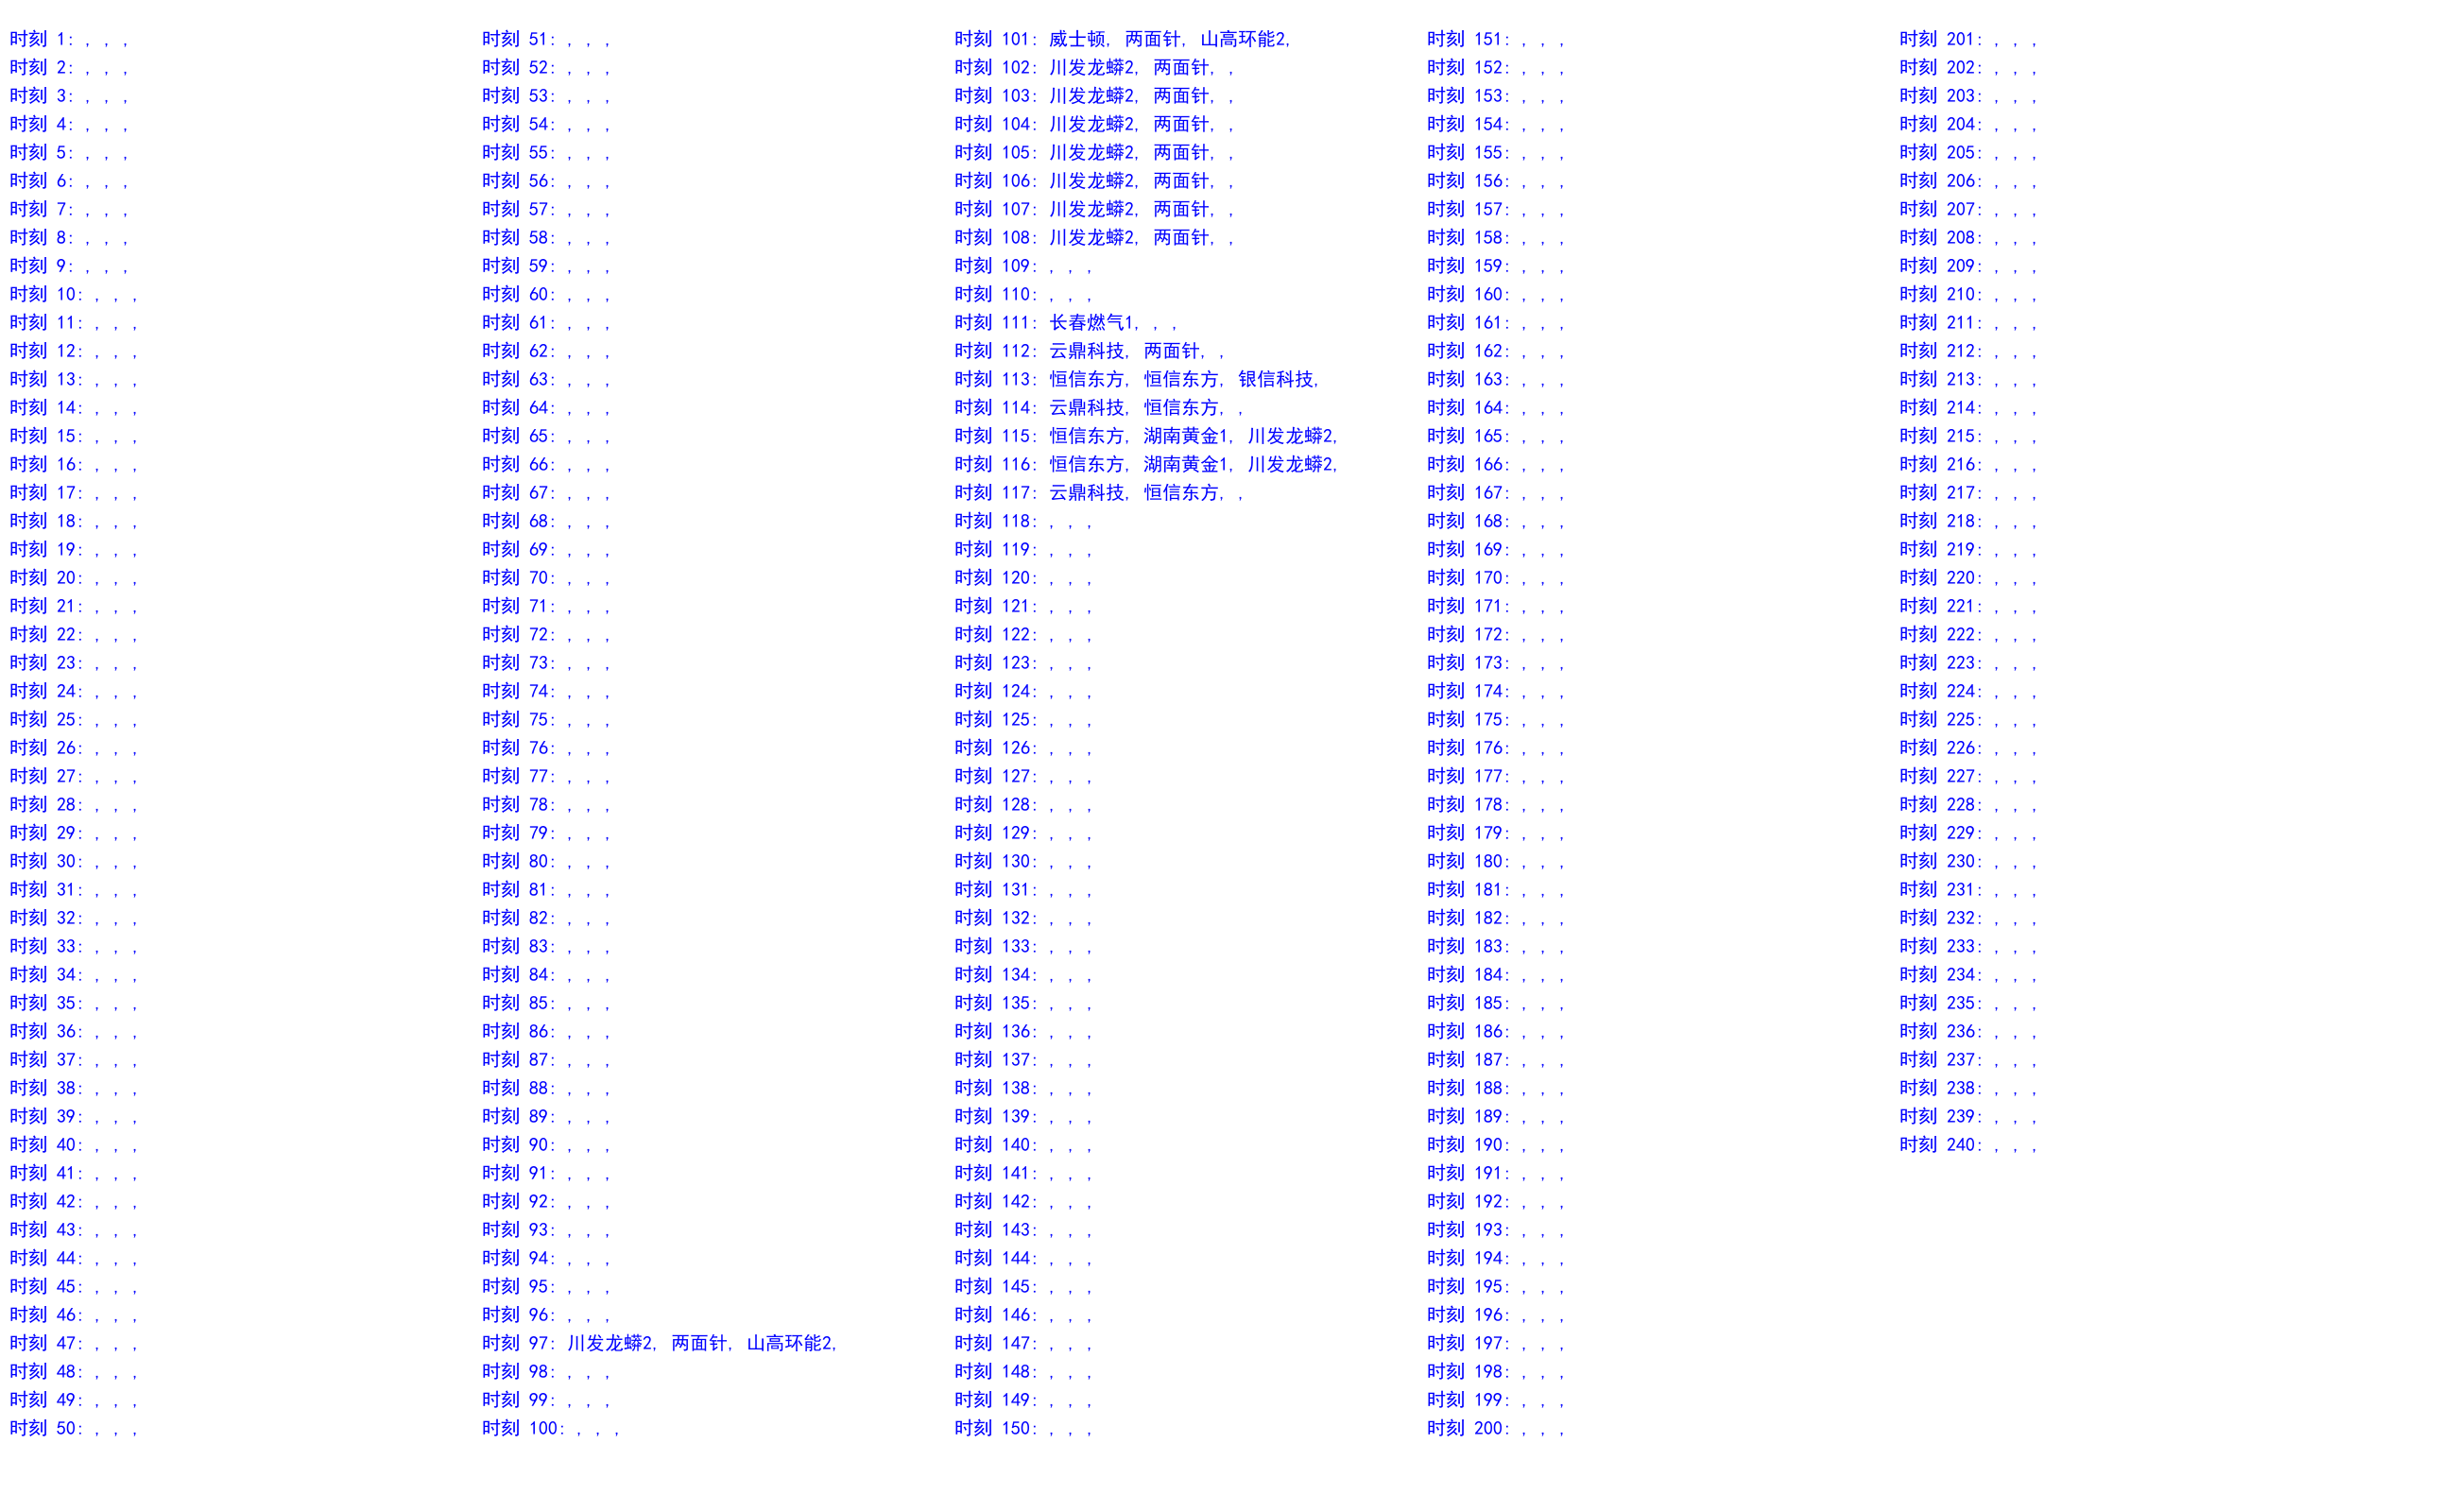 时刻 1: , , ,
时刻 2: , , ,
时刻 3: , , ,
时刻 4: , , ,
时刻 5: , , ,
时刻 6: , , ,
时刻 7: , , ,
时刻 8: , , ,
时刻 9: , , ,
时刻 10: , , ,
时刻 11: , , ,
时刻 12: , , ,
时刻 13: , , ,
时刻 14: , , ,
时刻 15: , , ,
时刻 16: , , ,
时刻 17: , , ,
时刻 18: , , ,
时刻 19: , , ,
时刻 20: , , ,
时刻 21: , , ,
时刻 22: , , ,
时刻 23: , , ,
时刻 24: , , ,
时刻 25: , , ,
时刻 26: , , ,
时刻 27: , , ,
时刻 28: , , ,
时刻 29: , , ,
时刻 30: , , ,
时刻 31: , , ,
时刻 32: , , ,
时刻 33: , , ,
时刻 34: , , ,
时刻 35: , , ,
时刻 36: , , ,
时刻 37: , , ,
时刻 38: , , ,
时刻 39: , , ,
时刻 40: , , ,
时刻 41: , , ,
时刻 42: , , ,
时刻 43: , , ,
时刻 44: , , ,
时刻 45: , , ,
时刻 46: , , ,
时刻 47: , , ,
时刻 48: , , ,
时刻 49: , , ,
时刻 50: , , ,
时刻 51: , , ,
时刻 52: , , ,
时刻 53: , , ,
时刻 54: , , ,
时刻 55: , , ,
时刻 56: , , ,
时刻 57: , , ,
时刻 58: , , ,
时刻 59: , , ,
时刻 60: , , ,
时刻 61: , , ,
时刻 62: , , ,
时刻 63: , , ,
时刻 64: , , ,
时刻 65: , , ,
时刻 66: , , ,
时刻 67: , , ,
时刻 68: , , ,
时刻 69: , , ,
时刻 70: , , ,
时刻 71: , , ,
时刻 72: , , ,
时刻 73: , , ,
时刻 74: , , ,
时刻 75: , , ,
时刻 76: , , ,
时刻 77: , , ,
时刻 78: , , ,
时刻 79: , , ,
时刻 80: , , ,
时刻 81: , , ,
时刻 82: , , ,
时刻 83: , , ,
时刻 84: , , ,
时刻 85: , , ,
时刻 86: , , ,
时刻 87: , , ,
时刻 88: , , ,
时刻 89: , , ,
时刻 90: , , ,
时刻 91: , , ,
时刻 92: , , ,
时刻 93: , , ,
时刻 94: , , ,
时刻 95: , , ,
时刻 96: , , ,
时刻 97: 川发龙蟒2, 两面针, 山高环能2,
时刻 98: , , ,
时刻 99: , , ,
时刻 100: , , ,
时刻 101: 威士顿, 两面针, 山高环能2,
时刻 102: 川发龙蟒2, 两面针, ,
时刻 103: 川发龙蟒2, 两面针, ,
时刻 104: 川发龙蟒2, 两面针, ,
时刻 105: 川发龙蟒2, 两面针, ,
时刻 106: 川发龙蟒2, 两面针, ,
时刻 107: 川发龙蟒2, 两面针, ,
时刻 108: 川发龙蟒2, 两面针, ,
时刻 109: , , ,
时刻 110: , , ,
时刻 111: 长春燃气1, , ,
时刻 112: 云鼎科技, 两面针, ,
时刻 113: 恒信东方, 恒信东方, 银信科技,
时刻 114: 云鼎科技, 恒信东方, ,
时刻 115: 恒信东方, 湖南黄金1, 川发龙蟒2,
时刻 116: 恒信东方, 湖南黄金1, 川发龙蟒2,
时刻 117: 云鼎科技, 恒信东方, ,
时刻 118: , , ,
时刻 119: , , ,
时刻 120: , , ,
时刻 121: , , ,
时刻 122: , , ,
时刻 123: , , ,
时刻 124: , , ,
时刻 125: , , ,
时刻 126: , , ,
时刻 127: , , ,
时刻 128: , , ,
时刻 129: , , ,
时刻 130: , , ,
时刻 131: , , ,
时刻 132: , , ,
时刻 133: , , ,
时刻 134: , , ,
时刻 135: , , ,
时刻 136: , , ,
时刻 137: , , ,
时刻 138: , , ,
时刻 139: , , ,
时刻 140: , , ,
时刻 141: , , ,
时刻 142: , , ,
时刻 143: , , ,
时刻 144: , , ,
时刻 145: , , ,
时刻 146: , , ,
时刻 147: , , ,
时刻 148: , , ,
时刻 149: , , ,
时刻 150: , , ,
时刻 151: , , ,
时刻 152: , , ,
时刻 153: , , ,
时刻 154: , , ,
时刻 155: , , ,
时刻 156: , , ,
时刻 157: , , ,
时刻 158: , , ,
时刻 159: , , ,
时刻 160: , , ,
时刻 161: , , ,
时刻 162: , , ,
时刻 163: , , ,
时刻 164: , , ,
时刻 165: , , ,
时刻 166: , , ,
时刻 167: , , ,
时刻 168: , , ,
时刻 169: , , ,
时刻 170: , , ,
时刻 171: , , ,
时刻 172: , , ,
时刻 173: , , ,
时刻 174: , , ,
时刻 175: , , ,
时刻 176: , , ,
时刻 177: , , ,
时刻 178: , , ,
时刻 179: , , ,
时刻 180: , , ,
时刻 181: , , ,
时刻 182: , , ,
时刻 183: , , ,
时刻 184: , , ,
时刻 185: , , ,
时刻 186: , , ,
时刻 187: , , ,
时刻 188: , , ,
时刻 189: , , ,
时刻 190: , , ,
时刻 191: , , ,
时刻 192: , , ,
时刻 193: , , ,
时刻 194: , , ,
时刻 195: , , ,
时刻 196: , , ,
时刻 197: , , ,
时刻 198: , , ,
时刻 199: , , ,
时刻 200: , , ,
时刻 201: , , ,
时刻 202: , , ,
时刻 203: , , ,
时刻 204: , , ,
时刻 205: , , ,
时刻 206: , , ,
时刻 207: , , ,
时刻 208: , , ,
时刻 209: , , ,
时刻 210: , , ,
时刻 211: , , ,
时刻 212: , , ,
时刻 213: , , ,
时刻 214: , , ,
时刻 215: , , ,
时刻 216: , , ,
时刻 217: , , ,
时刻 218: , , ,
时刻 219: , , ,
时刻 220: , , ,
时刻 221: , , ,
时刻 222: , , ,
时刻 223: , , ,
时刻 224: , , ,
时刻 225: , , ,
时刻 226: , , ,
时刻 227: , , ,
时刻 228: , , ,
时刻 229: , , ,
时刻 230: , , ,
时刻 231: , , ,
时刻 232: , , ,
时刻 233: , , ,
时刻 234: , , ,
时刻 235: , , ,
时刻 236: , , ,
时刻 237: , , ,
时刻 238: , , ,
时刻 239: , , ,
时刻 240: , , ,